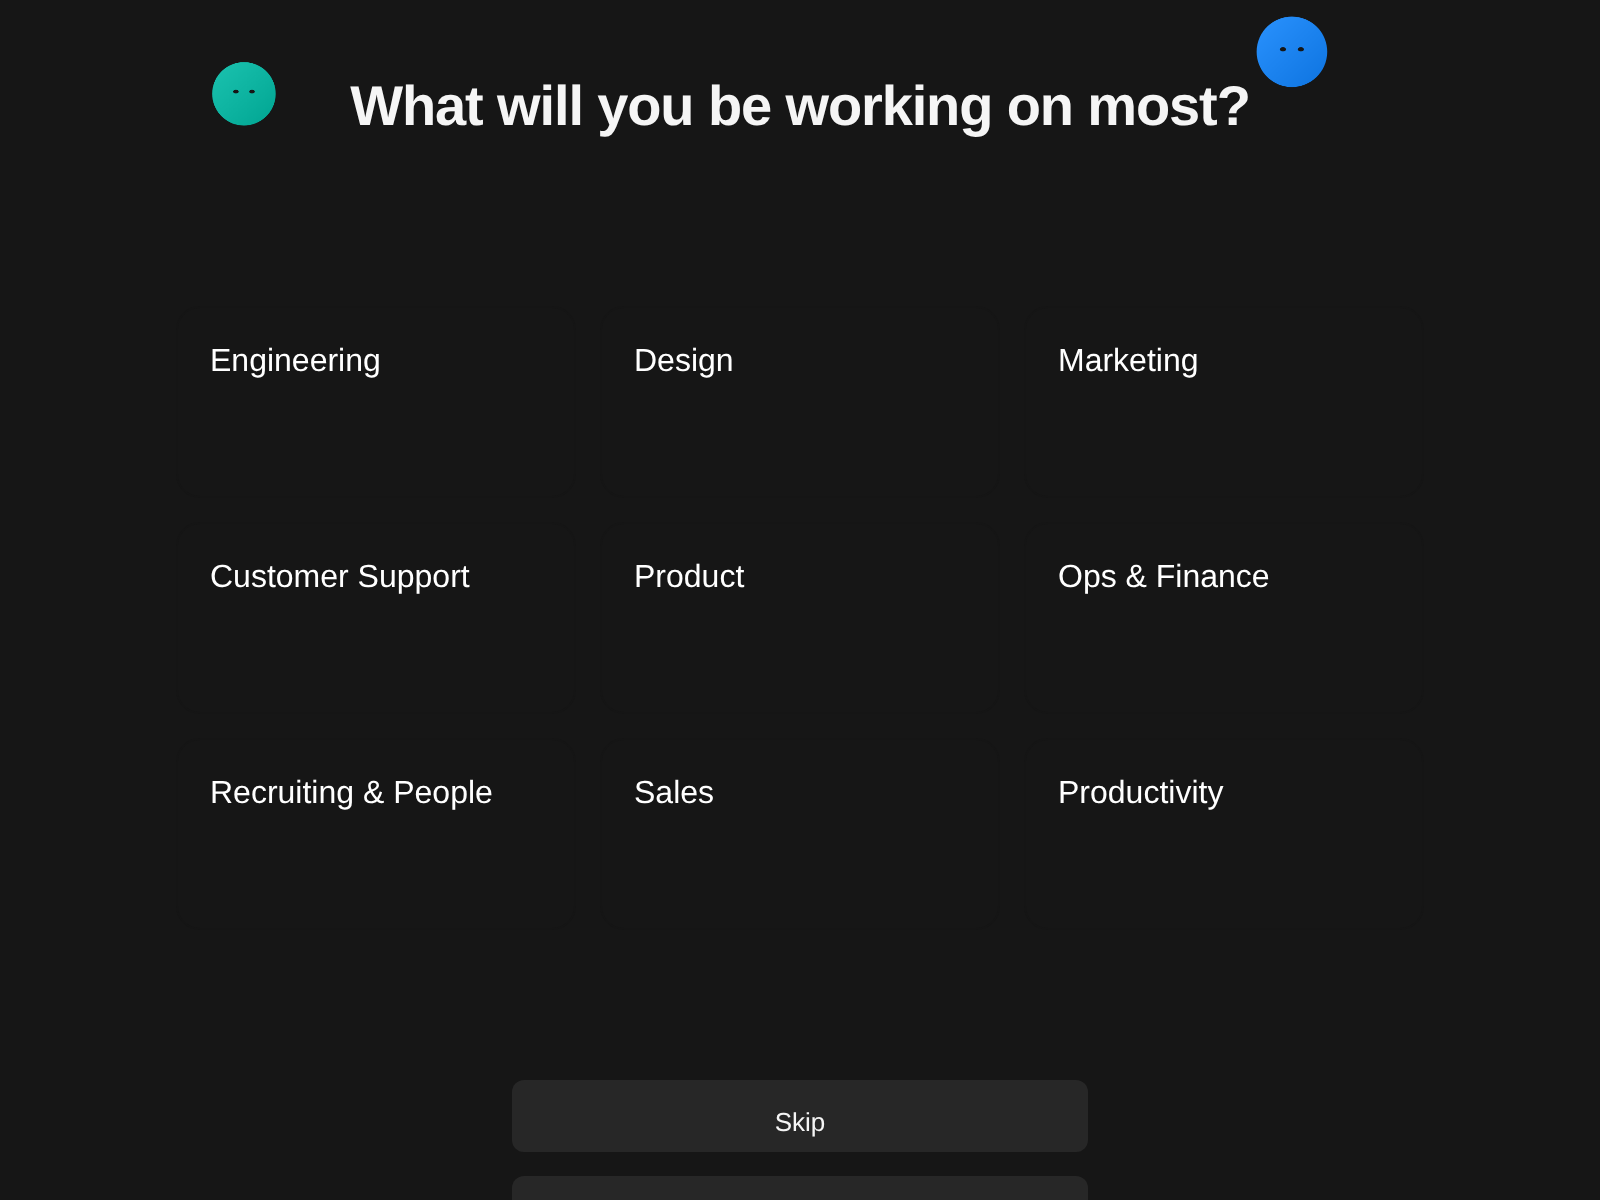 What will you be working on most?
Engineering
Design
Marketing
Customer Support
Product
Ops & Finance
Recruiting & People
Sales
Productivity
Skip